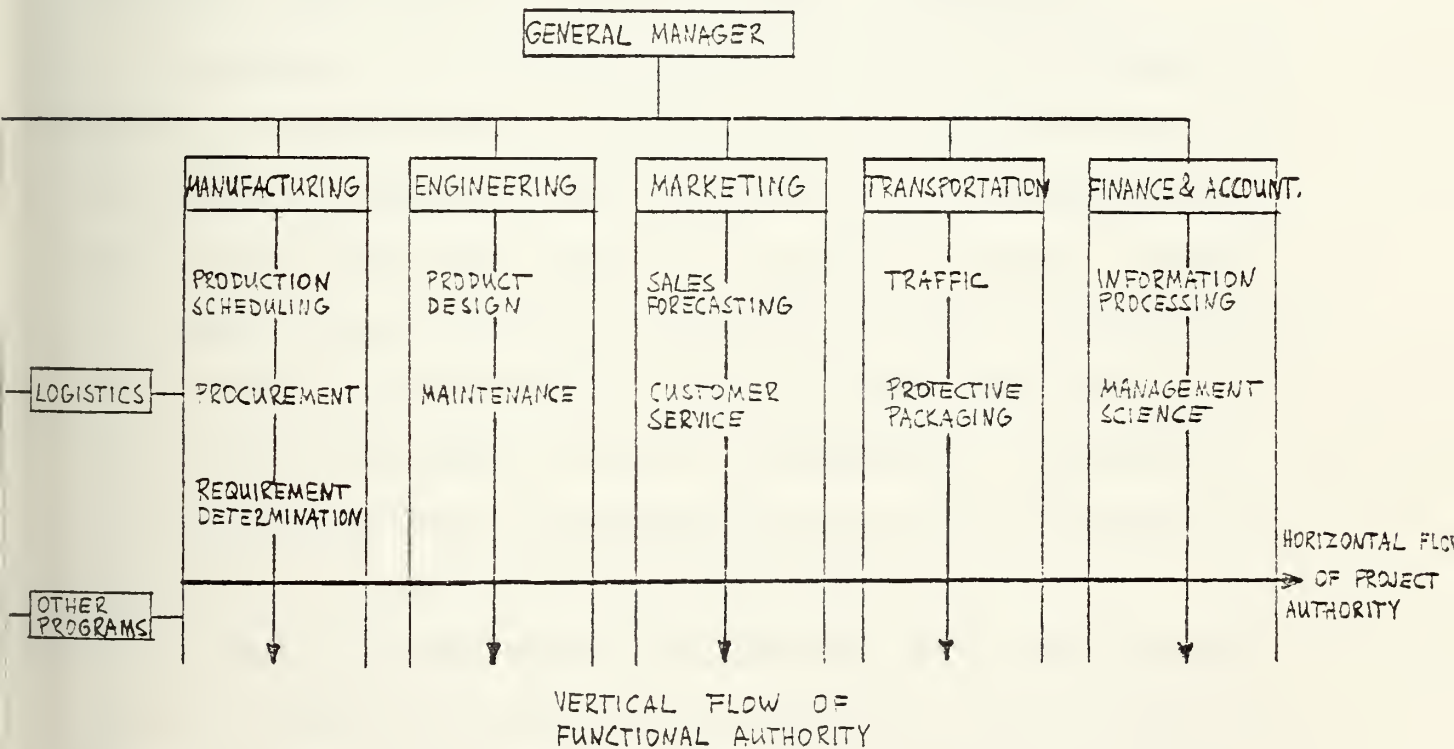 GENERAL MANAGER
MANUFACTURING
ENGINEERING
MARKETING
TRANSPORTATION
FINANCE & ACCOUNT.
PRODUCTION
SCHEDULING
PRODUCT
DESIGN
SALES
FORECASTING
TRAFFIC
INFORMATION
PROCESSING
LOGISTICS
PROCUREMENT
MAINTENANCE
CUSTOMER
SERVICE
PROTECTIVE
PACKAGING
MANAGEMENT
SCIENCE
REQUIREMENT
DETERMINATION
HORIZONTAL FLOW
OF PROJECT
AUTHORITY
OTHER
PROGRAMS
VERTICAL FLOW OF
FUNCTIONAL AUTHORITY